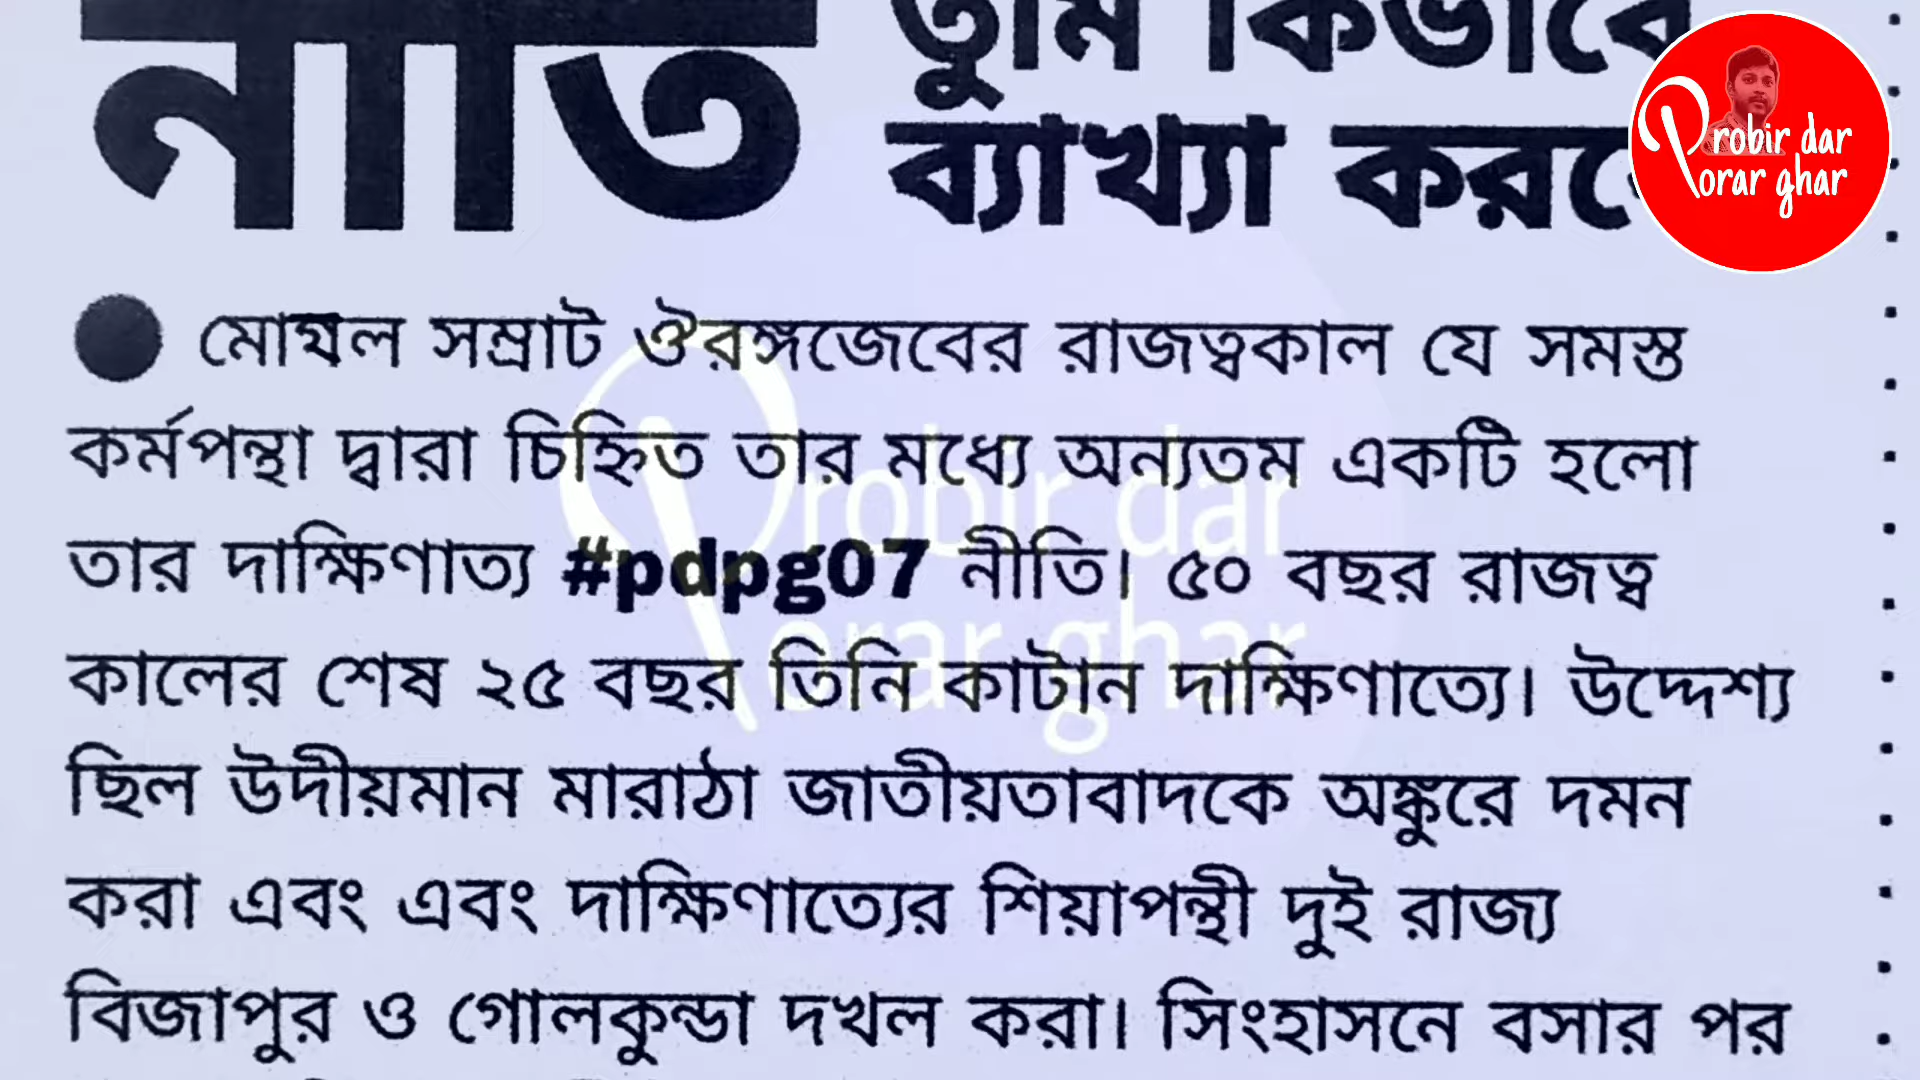 নীতি তুমি কিভাবে
ব্যাখ্যা
Probir dar
Porar ghar
● মোঘল সম্রাট ঔরঙ্গজেবের রাজত্বকাল যে সমস্ত
কর্মপন্থা দ্বারা চিহ্নিত তার মধ্যে অন্যতম একটি হলো
তার দাক্ষিণাত্য #pdpg07 নীতি। ৫০ বছর রাজত্ব
কালের শেষ ২৫ বছর তিনি কাটান দাক্ষিণাত্যে। উদ্দেশ্য
ছিল উদীয়মান মারাঠা জাতীয়তাবাদকে অঙ্কুরে দমন
করা এবং এবং দাক্ষিণাত্যের শিয়াপন্থী দুই রাজ্য
বিজাপুর ও গোলকুন্ডা দখল করা। সিংহাসনে বসার পর